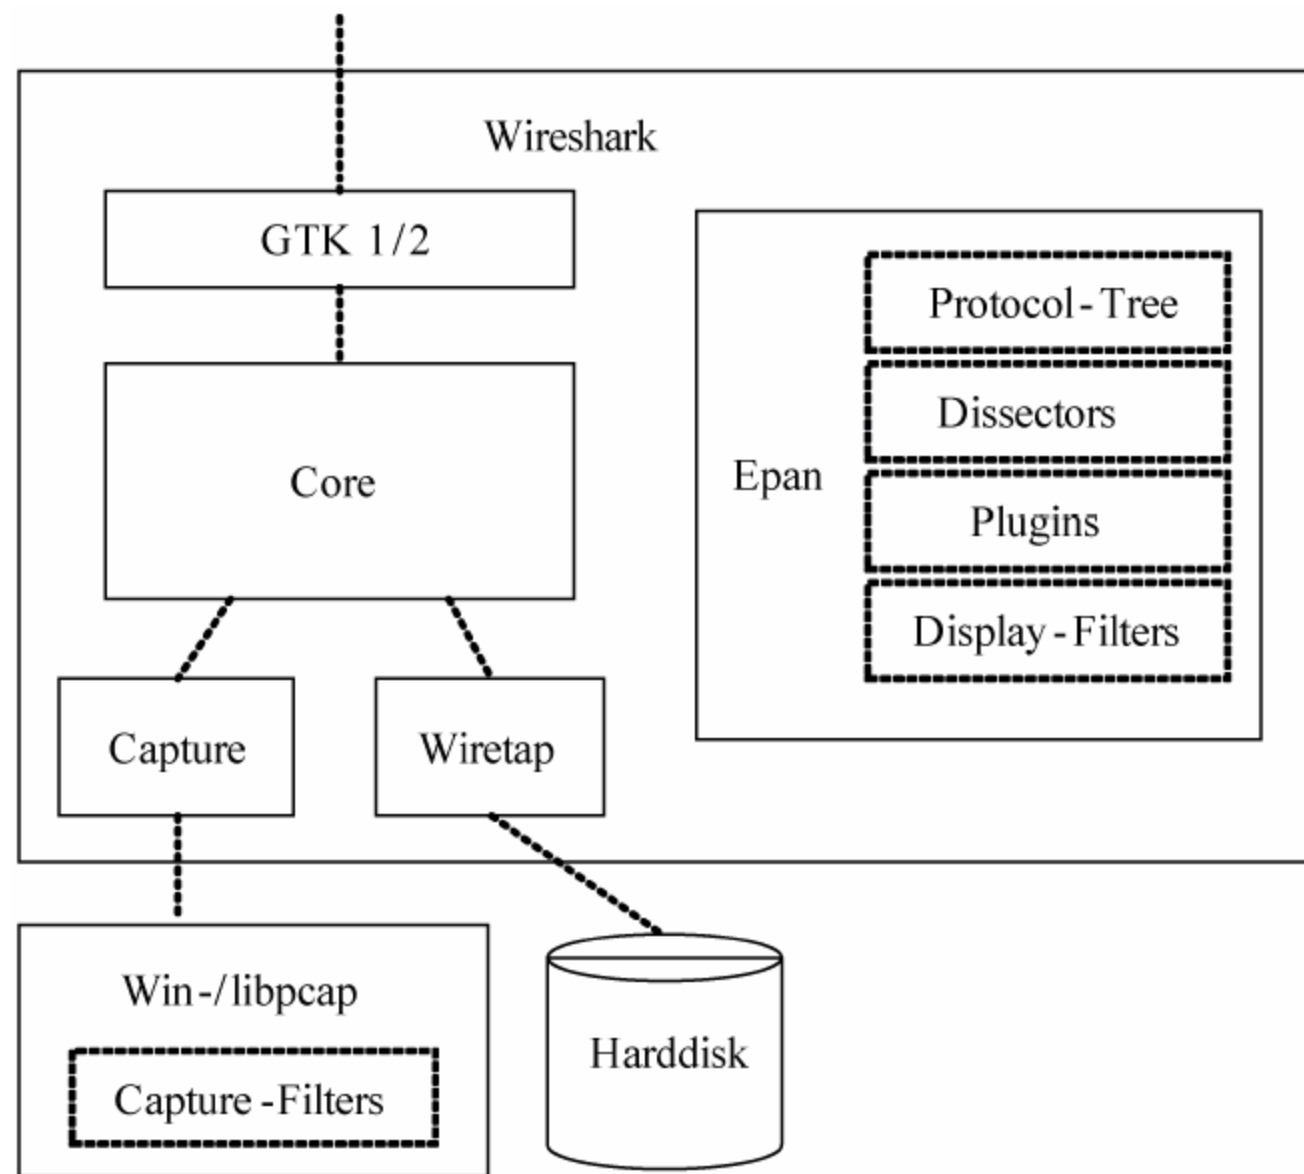 Wireshark
GTK 1/2
Core
Capture
Wiretap
Epan
Protocol-Tree
Dissectors
Plugins
Display-Filters
Win-/libpcap
Capture-Filters
Harddisk